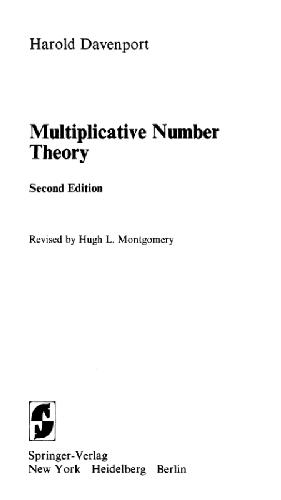 Harold Davenport
Multiplicative Number
Theory
Second Edition
Revised by Hugh L. Montgomery
Springer-Verlag
New York Heidelberg Berlin